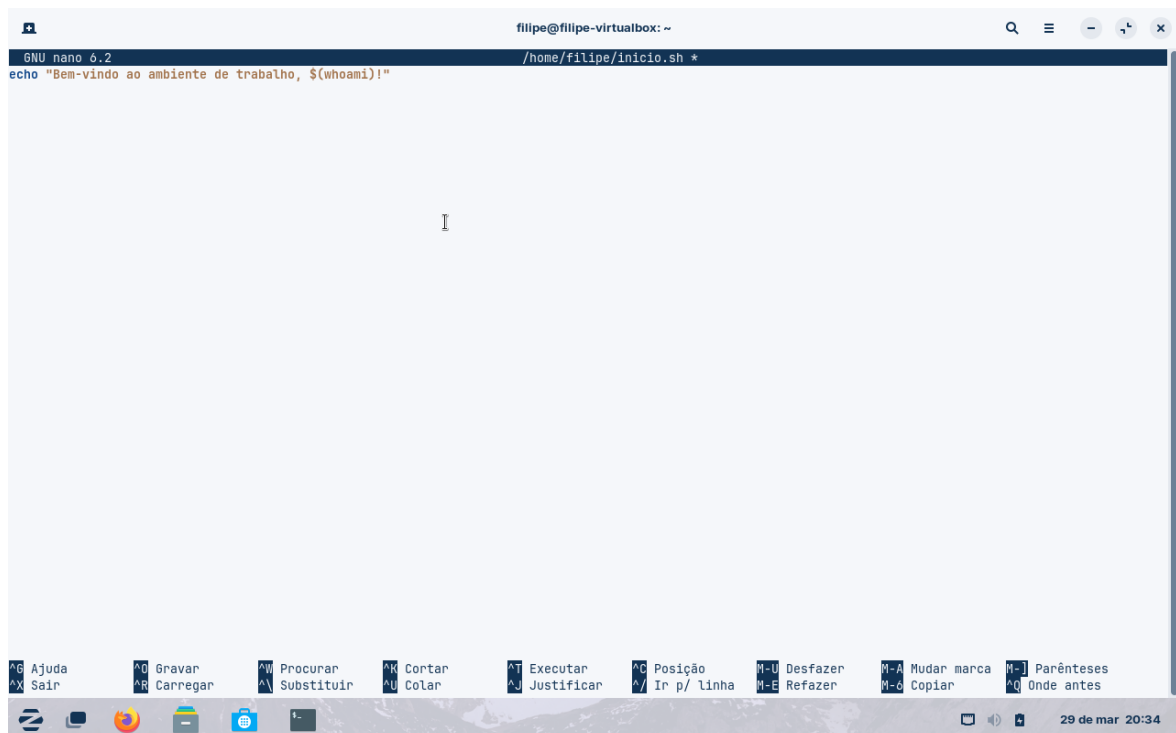 filipe@filipe-virtualbox: ~
GNU nano 6.2 /home/filipe/inicio.sh *
echo "Bem-vindo ao ambiente de trabalho, $(whoami)!"
^G Ajuda ^O Gravar ^W Procurar ^K Cortar ^T Executar ^C Posição M-U Desfazer M-A Mudar marca M-] Parênteses
^X Sair ^R Carregar ^\ Substituir ^U Colar ^J Justificar ^/ Ir p/ linha M-E Refazer M-6 Copiar ^Q Onde antes
29 de mar 20:34